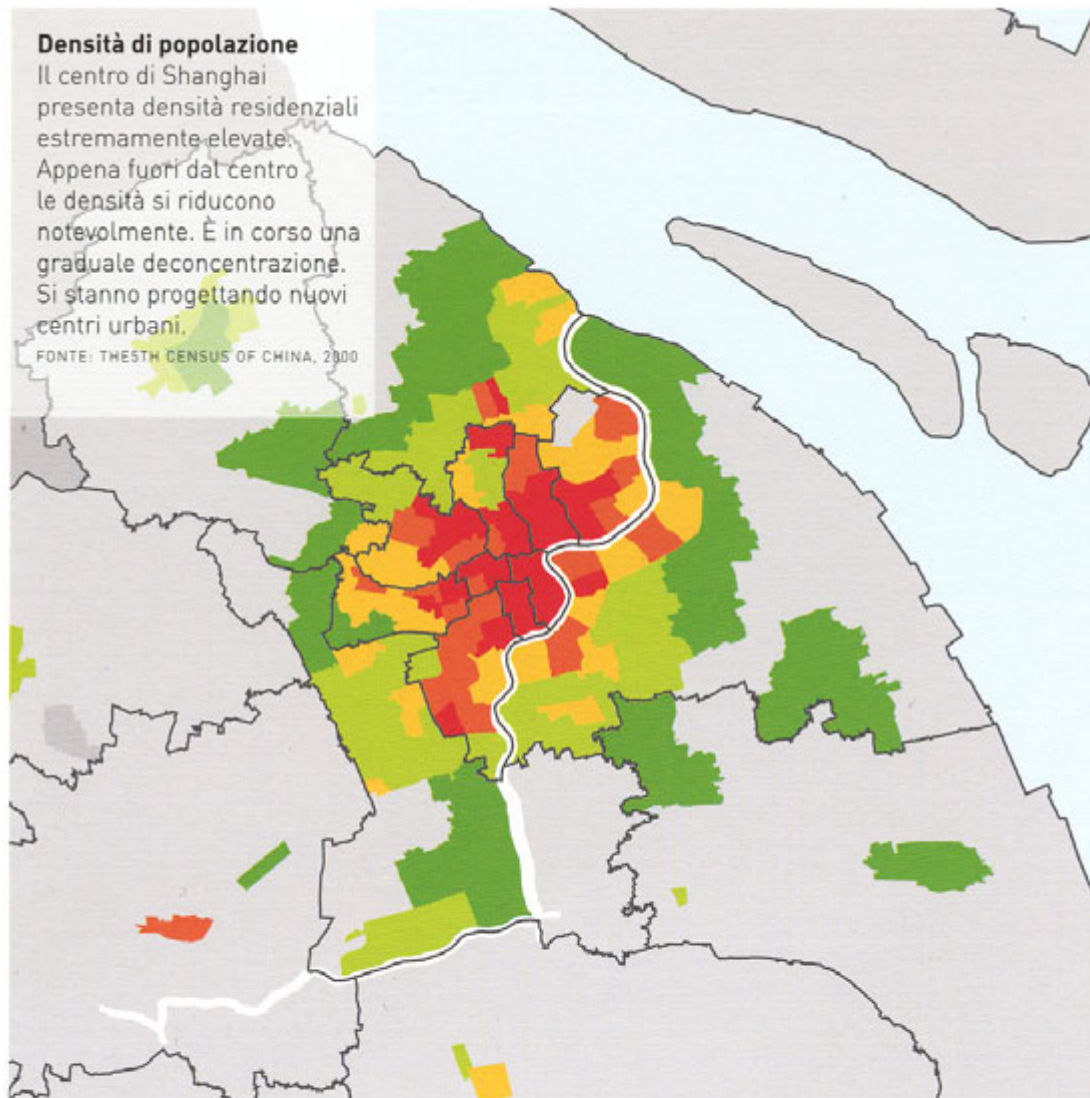 Densità di popolazione
Il centro di Shanghai
presenta densità residenziali
estremamente elevate.
Appena fuori dal centro
le densità si riducono
notevolmente. È in corso una
graduale deconcentrazione.
Si stanno progettando nuovi
centri urbani.
FONTE: THE5TH CENSUS OF CHINA, 2000